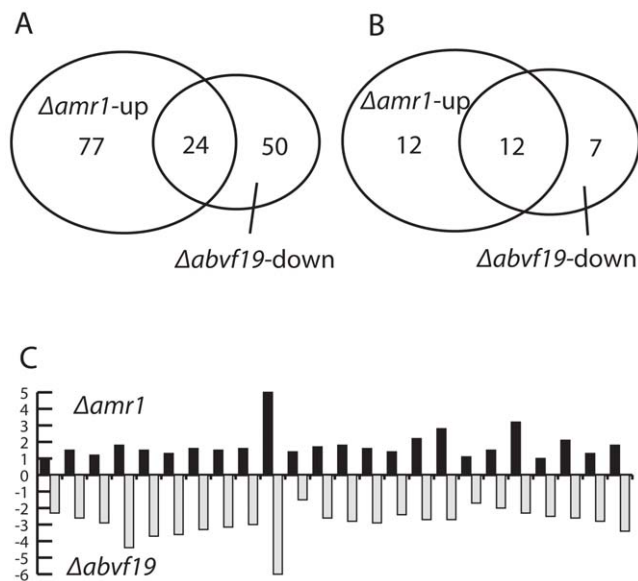 A
B
Δamr1-up
77
24
50
Δabvf19-down
Δamr1-up
12
12
7
Δabvf19-down
C
5
4
3
2
1
0
-1
-2
-3
-4
-5
-6
Δamr1
Δabvf19